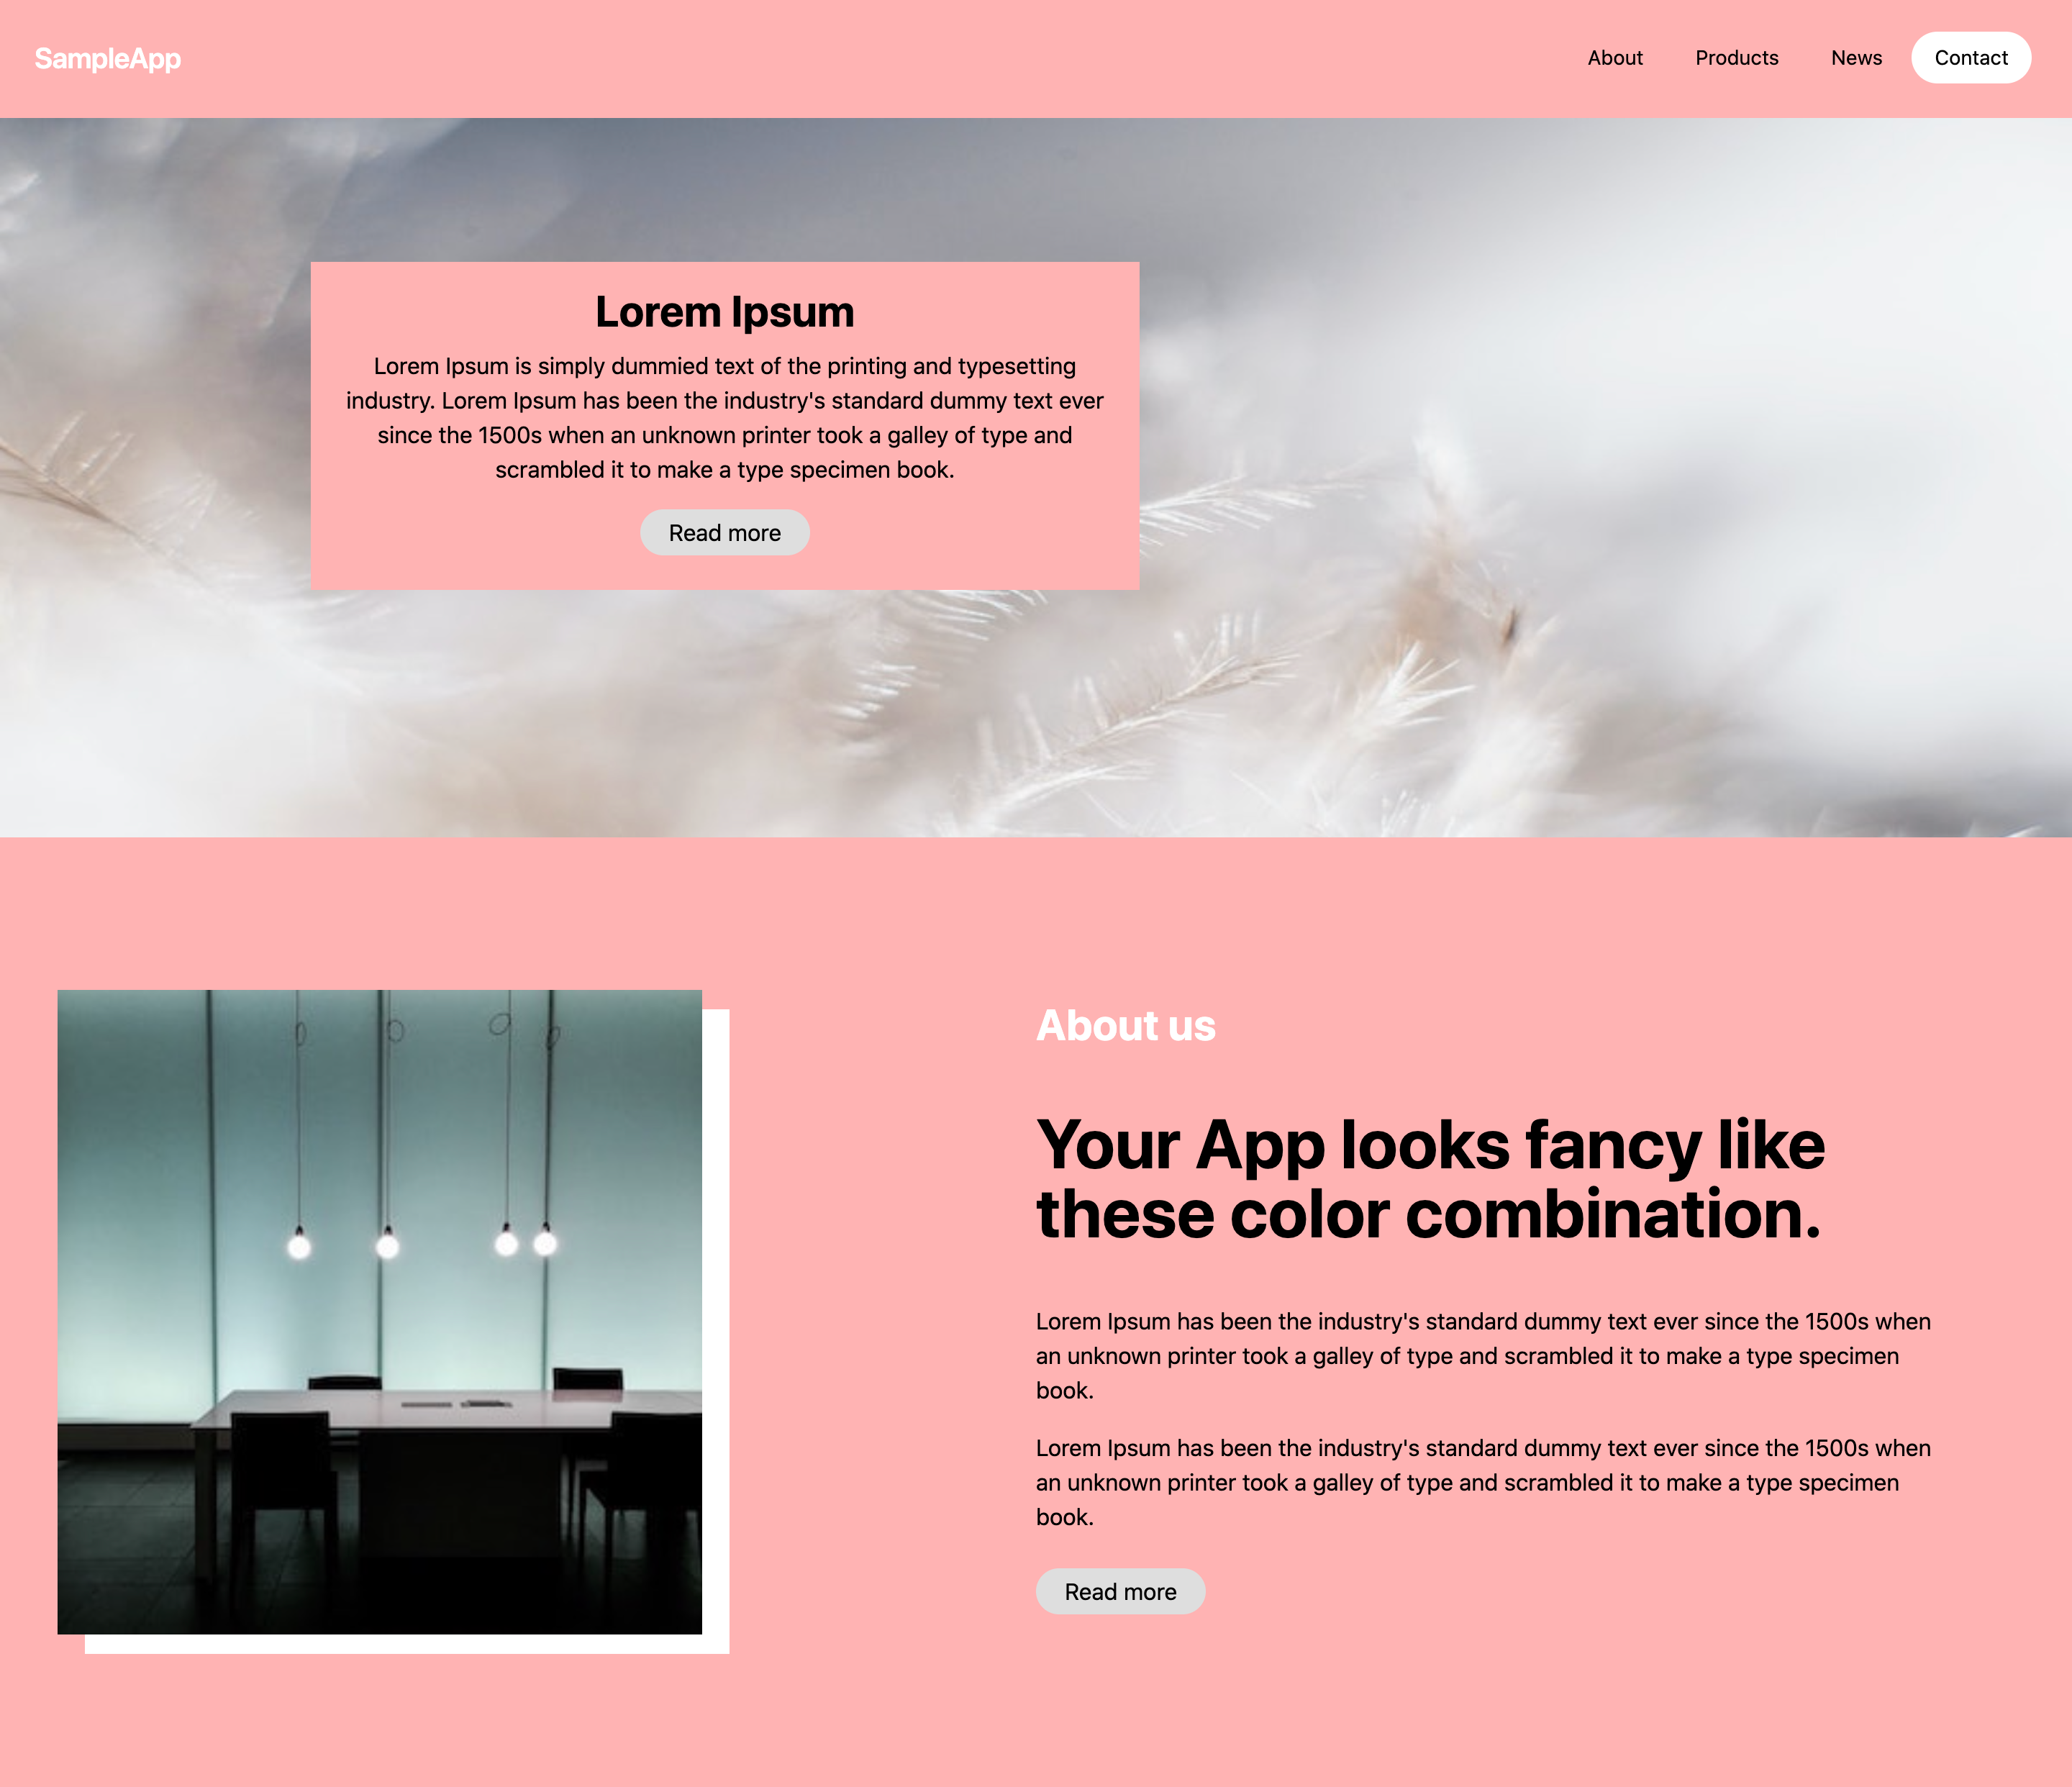 SampleApp
About
Products
News
Contact
Lorem Ipsum
Lorem Ipsum is simply dummied text of the printing and typesetting
industry. Lorem Ipsum has been the industry's standard dummy text ever
since the 1500s when an unknown printer took a galley of type and
scrambled it to make a type specimen book.
Read more
About us
Your App looks fancy like
these color combination.
Lorem Ipsum has been the industry's standard dummy text ever since the 1500s when
an unknown printer took a galley of type and scrambled it to make a type specimen
book.
Lorem Ipsum has been the industry's standard dummy text ever since the 1500s when
an unknown printer took a galley of type and scrambled it to make a type specimen
book.
Read more